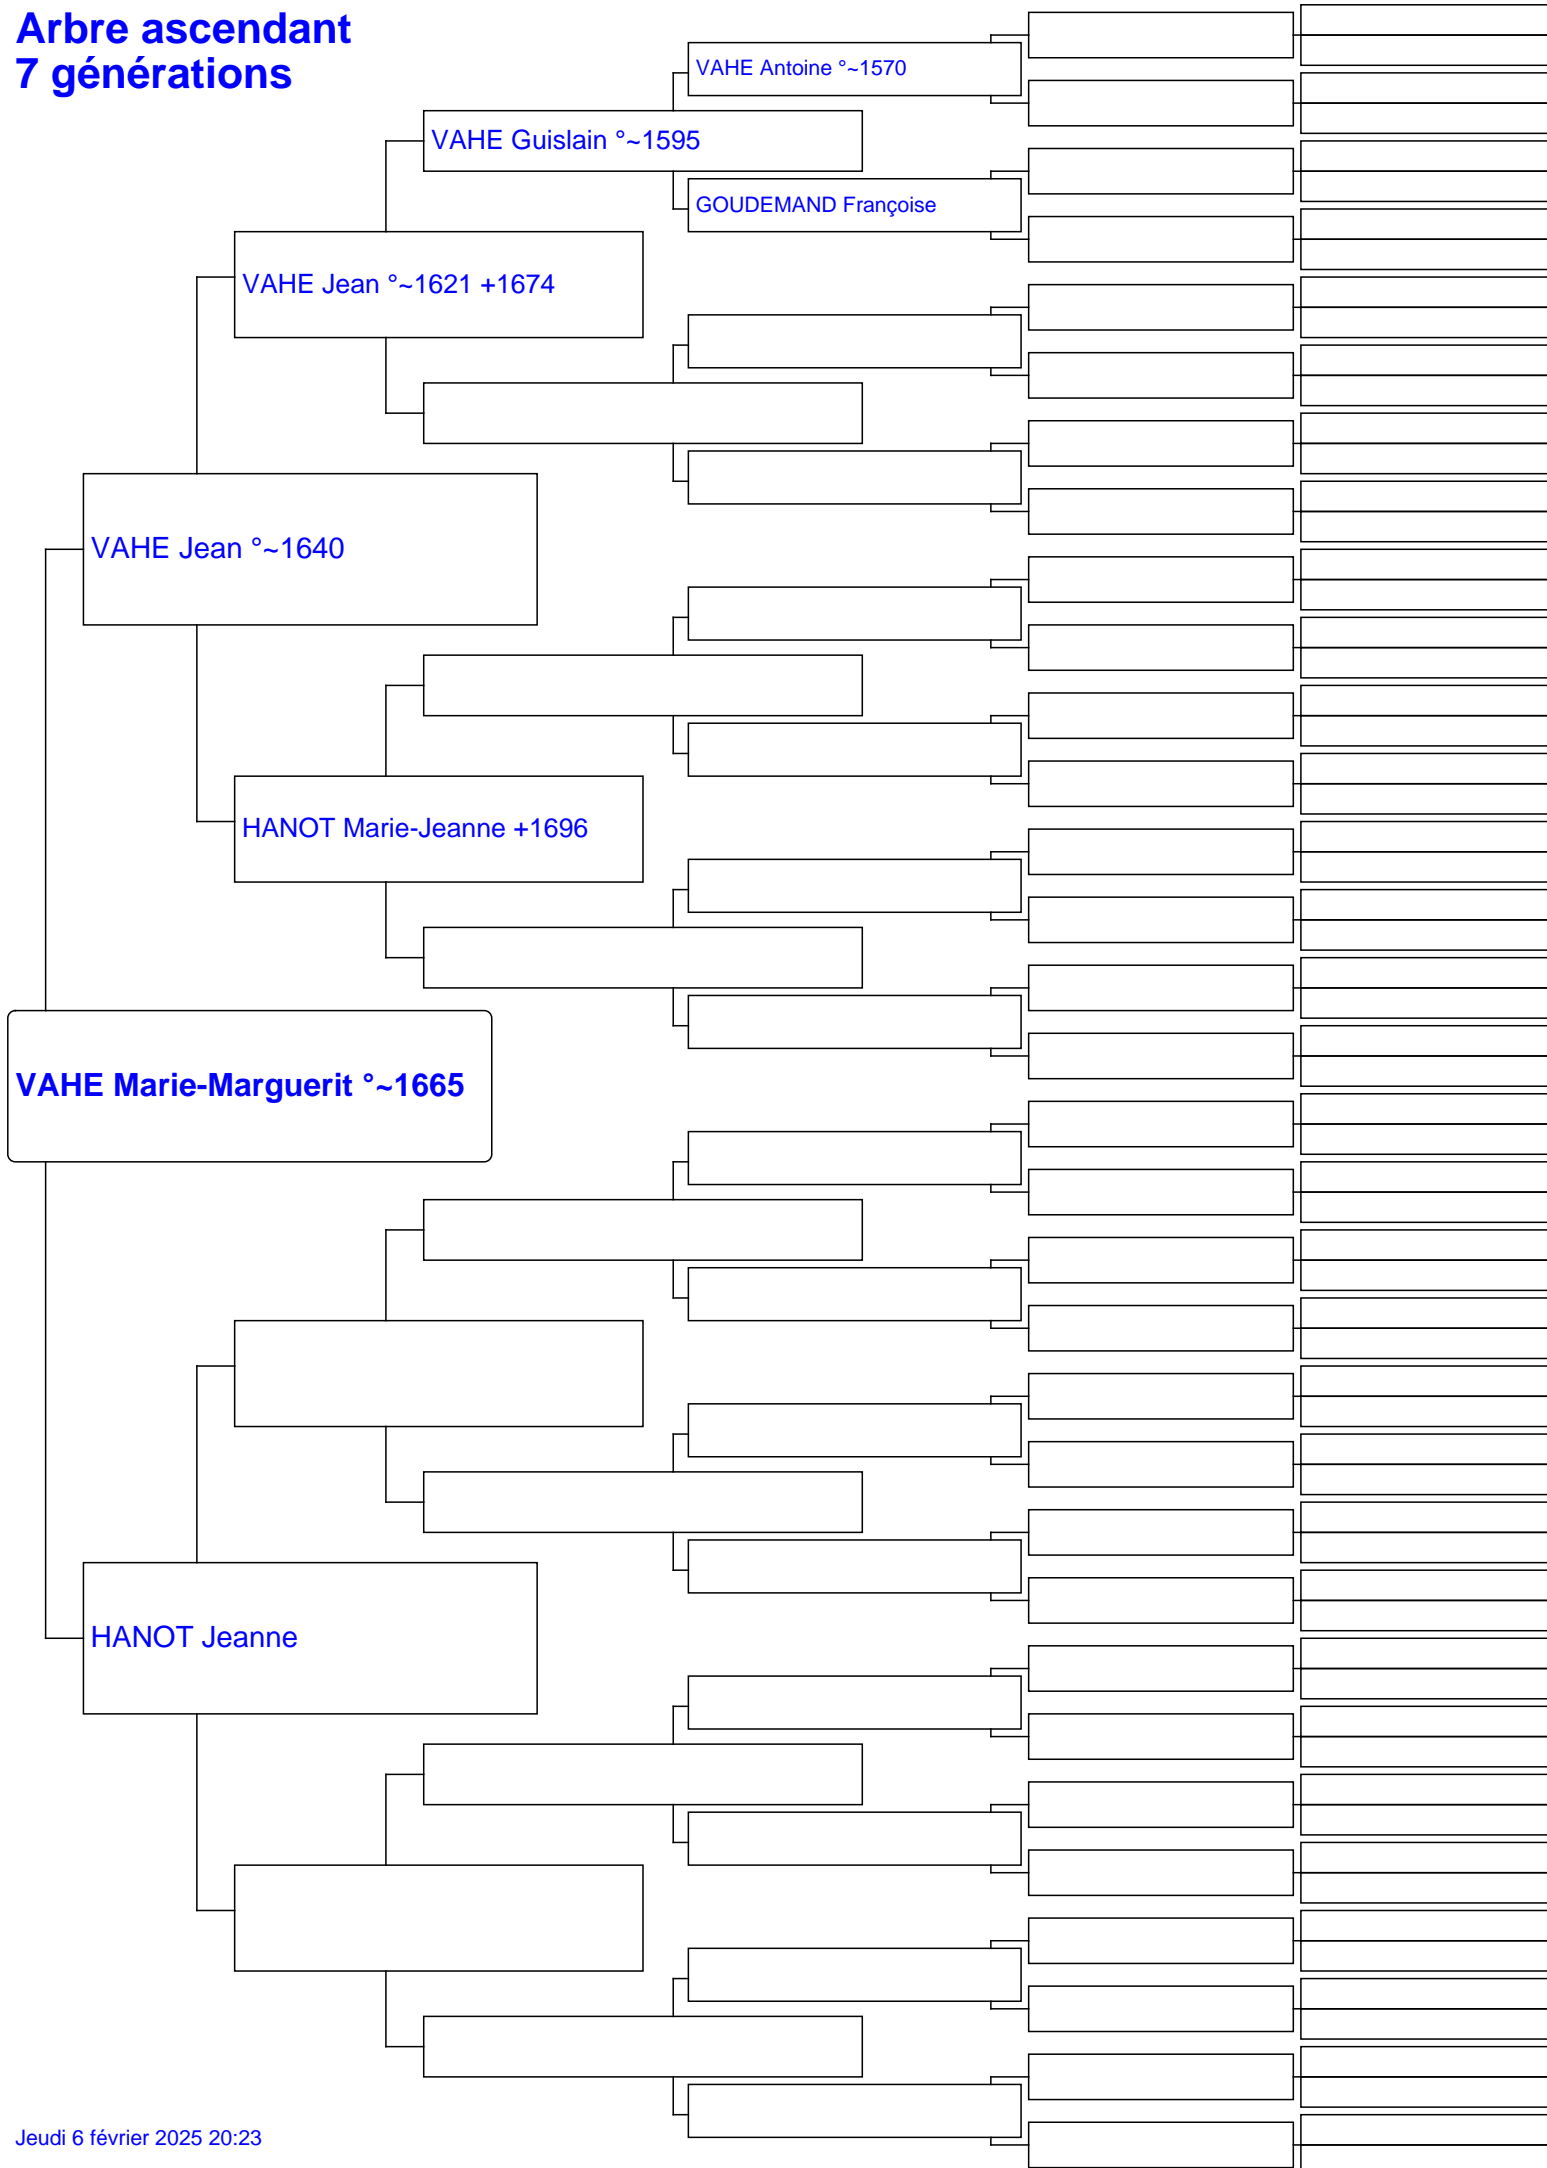 Arbre ascendant
7 générations
VAHE Antoine °~1570
VAHE Guislain °~1595
GOUDEMAND Françoise
VAHE Jean °~1621 +1674
VAHE Jean °~1640
HANOT Marie-Jeanne +1696
VAHE Marie-Marguerit °~1665
HANOT Jeanne
Jeudi 6 février 2025 20:23